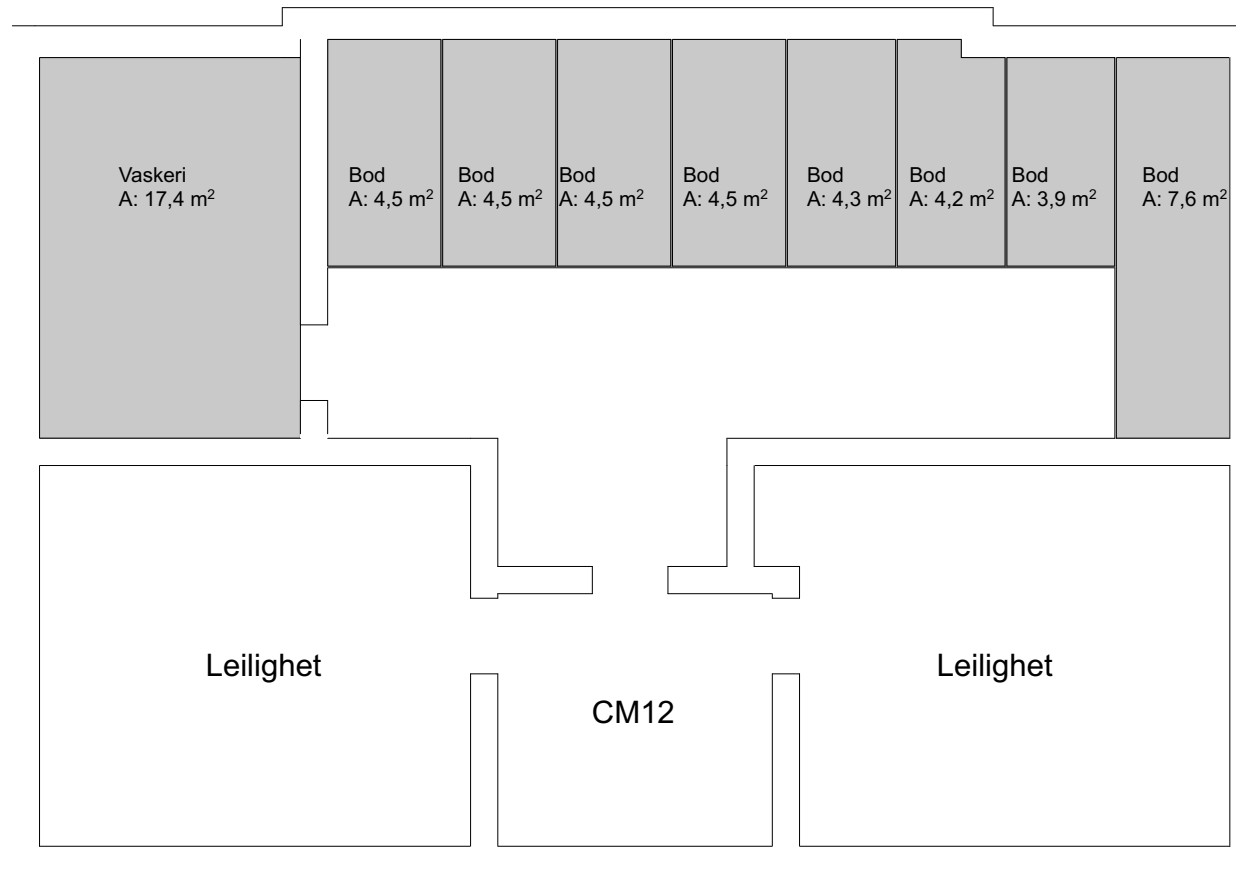 Vaskeri
A: 17,4 m²
Bod
A: 4,5 m²
Bod
A: 4,5 m²
Bod
A: 4,5 m²
Bod
A: 4,5 m²
Bod
A: 4,3 m²
Bod
A: 4,2 m²
Bod
A: 3,9 m²
Bod
A: 7,6 m²
Leilighet
CM12
Leilighet